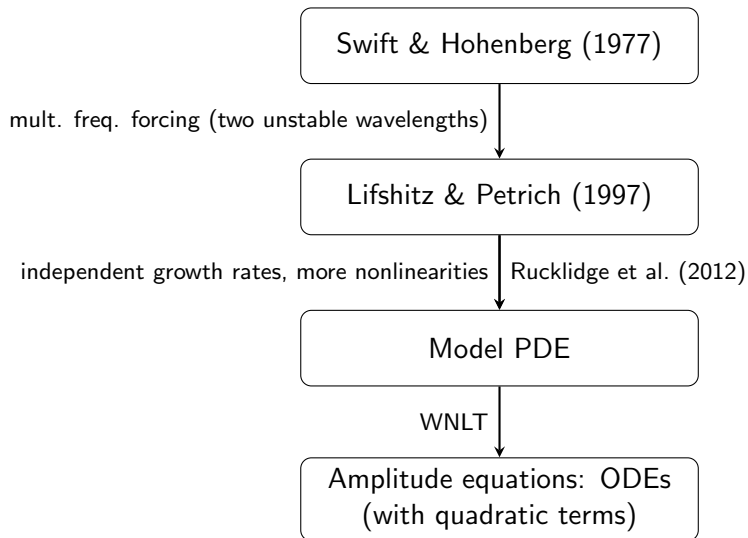 Swift & Hohenberg (1977)
mult. freq. forcing (two unstable wavelengths)
Lifshitz & Petrich (1997)
independent growth rates, more nonlinearities
Rucklidge et al. (2012)
Model PDE
WNLT
Amplitude equations: ODEs
(with quadratic terms)